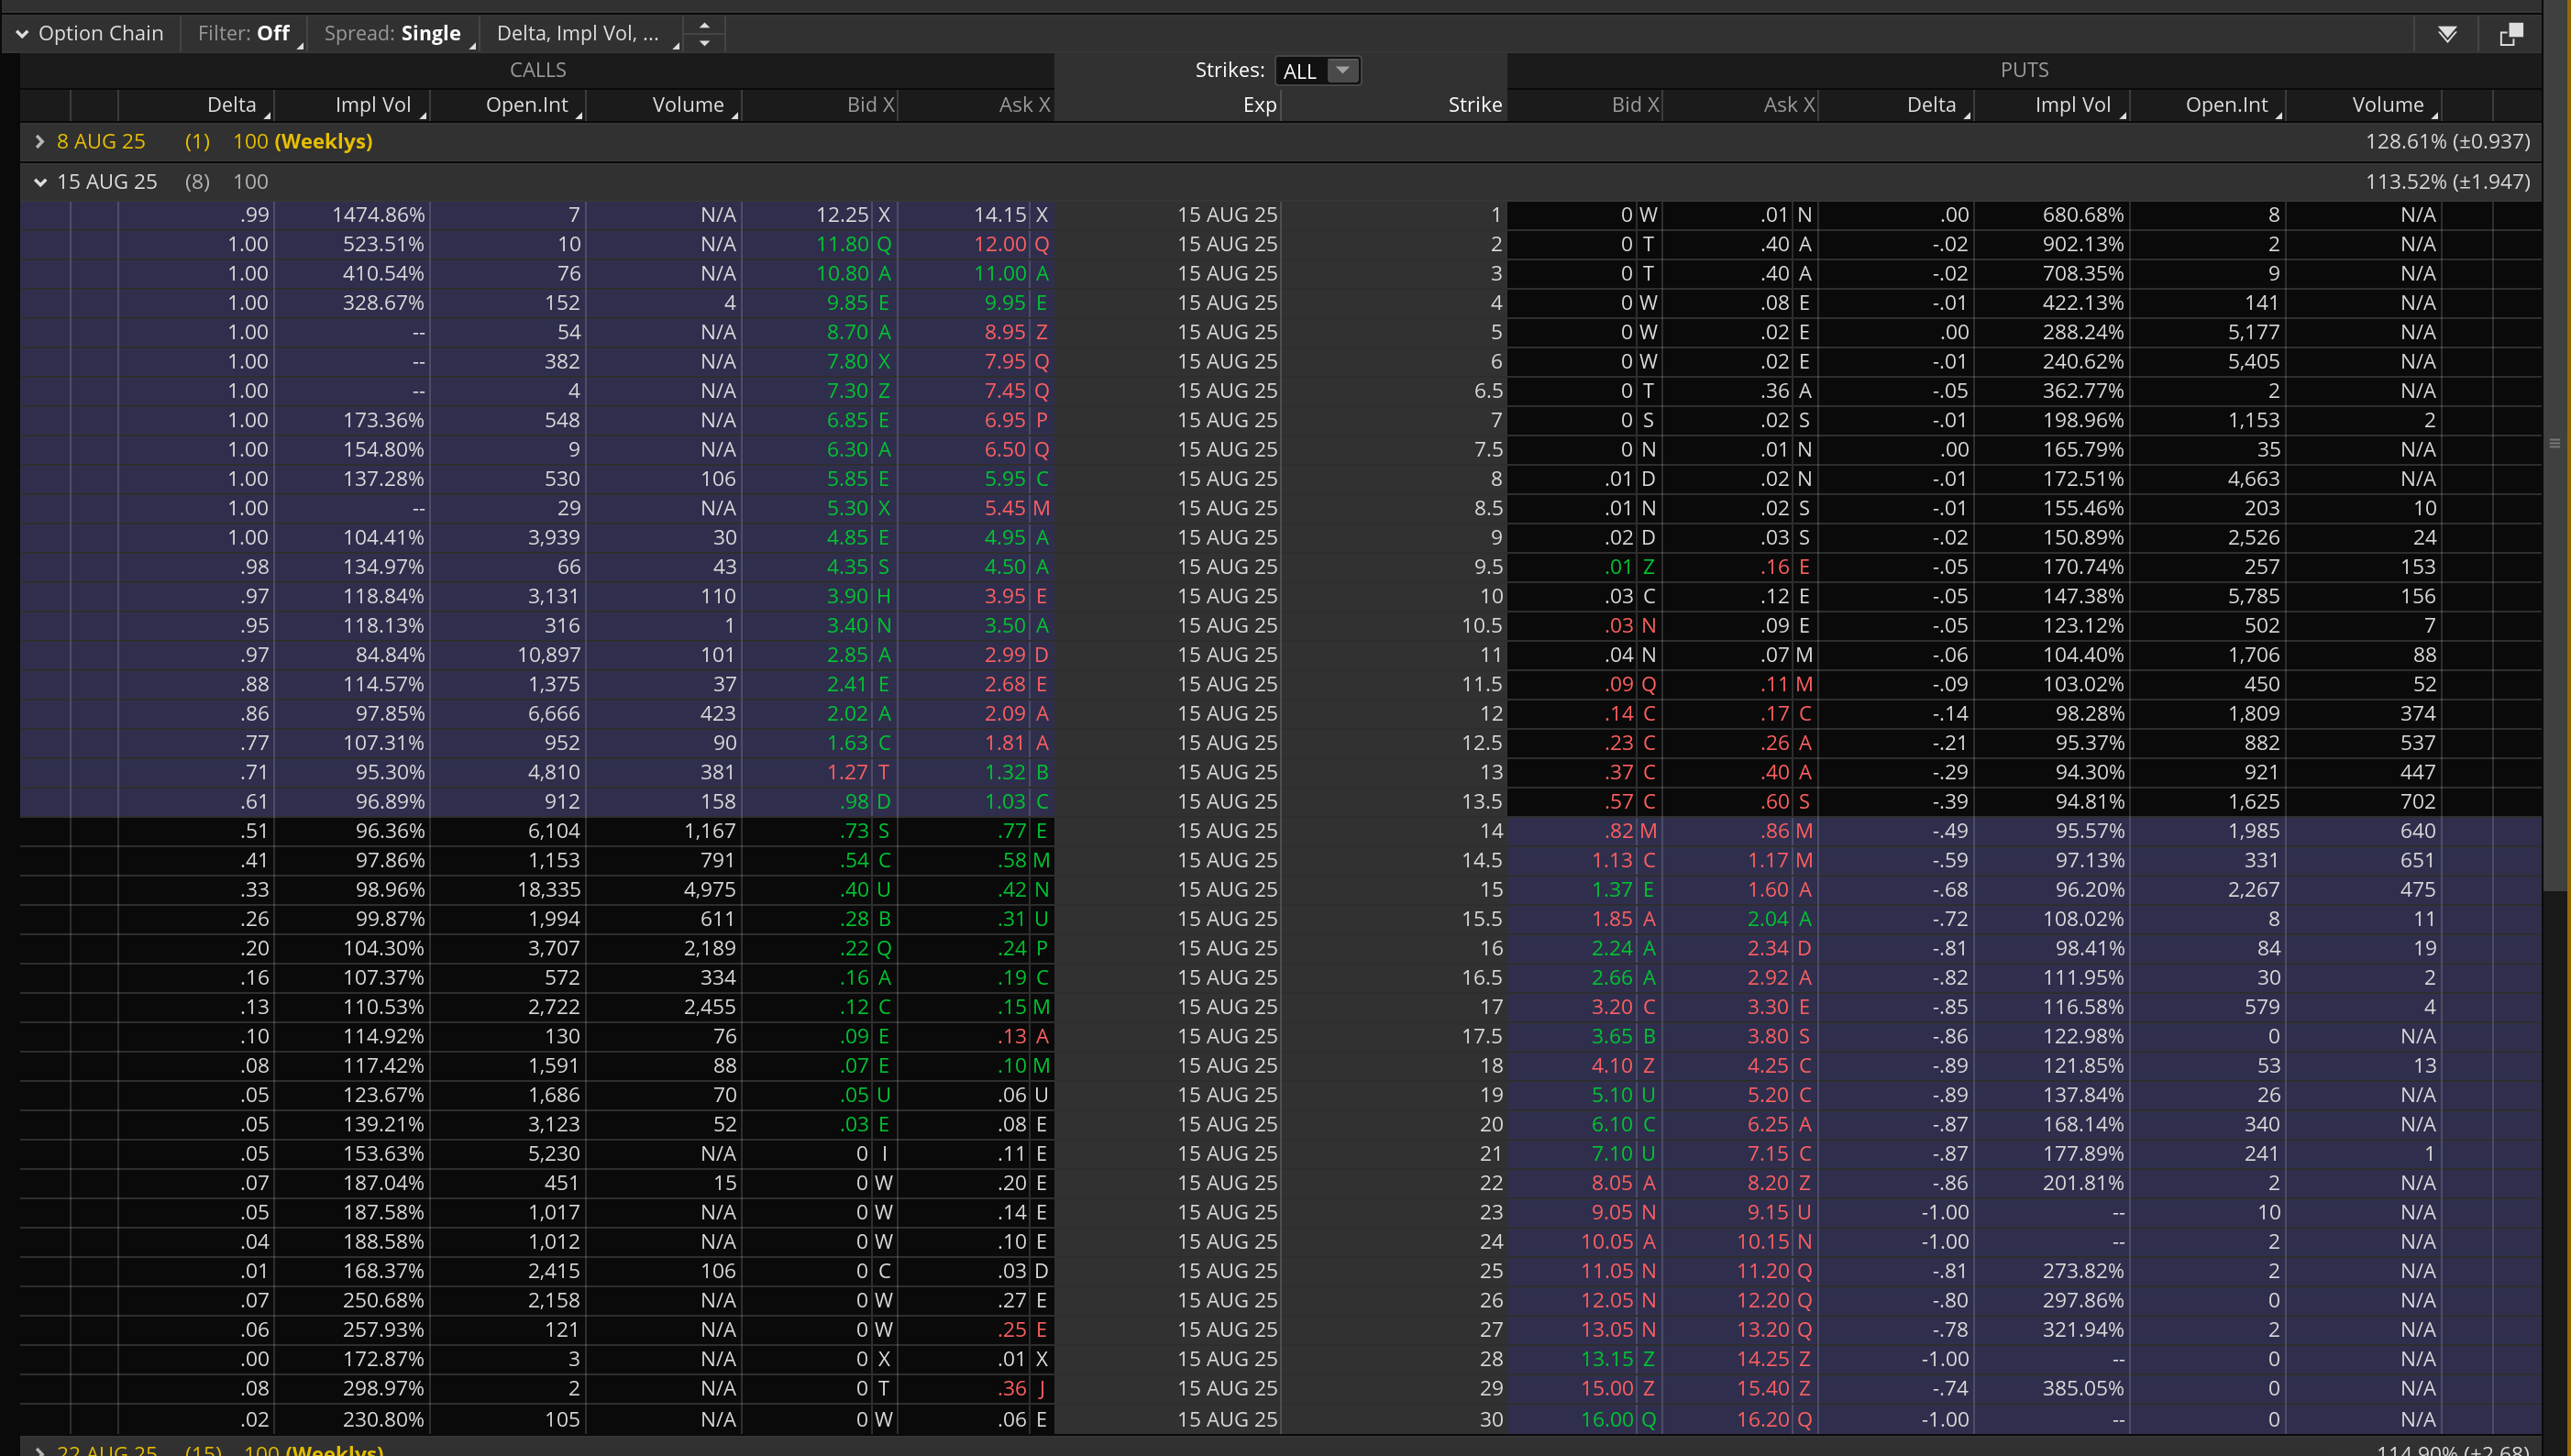 Option Chain Filter: Off Spread: Single Delta, Impl Vol, ...
CALLS Strikes: ALL PUTS
Delta Impl Vol Open.Int Volume Bid X Ask X Exp Strike Bid X Ask X Delta Impl Vol Open.Int Volume
8 AUG 25 (1) 100 (Weeklys) 128.61% (±0.937)
15 AUG 25 (8) 100 113.52% (±1.947)
.99 1474.86% 7 N/A 12.25 X 14.15 X 15 AUG 25 1 0 W .01 N .00 680.68% 8 N/A
1.00 523.51% 10 N/A 11.80 Q 12.00 Q 15 AUG 25 2 0 T .40 A -.02 902.13% 2 N/A
1.00 410.54% 76 N/A 10.80 A 11.00 A 15 AUG 25 3 0 T .40 A -.02 708.35% 9 N/A
1.00 328.67% 152 4 9.85 E 9.95 E 15 AUG 25 4 0 W .08 E -.01 422.13% 141 N/A
1.00 -- 54 N/A 8.70 A 8.95 Z 15 AUG 25 5 0 W .02 E .00 288.24% 5,177 N/A
1.00 -- 382 N/A 7.80 X 7.95 Q 15 AUG 25 6 0 W .02 E -.01 240.62% 5,405 N/A
1.00 -- 4 N/A 7.30 Z 7.45 Q 15 AUG 25 6.5 0 T .36 A -.05 362.77% 2 N/A
1.00 173.36% 548 N/A 6.85 E 6.95 P 15 AUG 25 7 0 S .02 S -.01 198.96% 1,153 2
1.00 154.80% 9 N/A 6.30 A 6.50 Q 15 AUG 25 7.5 0 N .01 N .00 165.79% 35 N/A
1.00 137.28% 530 106 5.85 E 5.95 C 15 AUG 25 8 .01 D .02 N -.01 172.51% 4,663 N/A
1.00 -- 29 N/A 5.30 X 5.45 M 15 AUG 25 8.5 .01 N .02 S -.01 155.46% 203 10
1.00 104.41% 3,939 30 4.85 E 4.95 A 15 AUG 25 9 .02 D .03 S -.02 150.89% 2,526 24
.98 134.97% 66 43 4.35 S 4.50 A 15 AUG 25 9.5 .01 Z .16 E -.05 170.74% 257 153
.97 118.84% 3,131 110 3.90 H 3.95 E 15 AUG 25 10 .03 C .12 E -.05 147.38% 5,785 156
.95 118.13% 316 1 3.40 N 3.50 A 15 AUG 25 10.5 .03 N .09 E -.05 123.12% 502 7
.97 84.84% 10,897 101 2.85 A 2.99 D 15 AUG 25 11 .04 N .07 M -.06 104.40% 1,706 88
.88 114.57% 1,375 37 2.41 E 2.68 E 15 AUG 25 11.5 .09 Q .11 M -.09 103.02% 450 52
.86 97.85% 6,666 423 2.02 A 2.09 A 15 AUG 25 12 .14 C .17 C -.14 98.28% 1,809 374
.77 107.31% 952 90 1.63 C 1.81 A 15 AUG 25 12.5 .23 C .26 A -.21 95.37% 882 537
.71 95.30% 4,810 381 1.27 T 1.32 B 15 AUG 25 13 .37 C .40 A -.29 94.30% 921 447
.61 96.89% 912 158 .98 D 1.03 C 15 AUG 25 13.5 .57 C .60 S -.39 94.81% 1,625 702
.51 96.36% 6,104 1,167 .73 S .77 E 15 AUG 25 14 .82 M .86 M -.49 95.57% 1,985 640
.41 97.86% 1,153 791 .54 C .58 M 15 AUG 25 14.5 1.13 C 1.17 M -.59 97.13% 331 651
.33 98.96% 18,335 4,975 .40 U .42 N 15 AUG 25 15 1.37 E 1.60 A -.68 96.20% 2,267 475
.26 99.87% 1,994 611 .28 B .31 U 15 AUG 25 15.5 1.85 A 2.04 A -.72 108.02% 8 11
.20 104.30% 3,707 2,189 .22 Q .24 P 15 AUG 25 16 2.24 A 2.34 D -.81 98.41% 84 19
.16 107.37% 572 334 .16 A .19 C 15 AUG 25 16.5 2.66 A 2.92 A -.82 111.95% 30 2
.13 110.53% 2,722 2,455 .12 C .15 M 15 AUG 25 17 3.20 C 3.30 E -.85 116.58% 579 4
.10 114.92% 130 76 .09 E .13 A 15 AUG 25 17.5 3.65 B 3.80 S -.86 122.98% 0 N/A
.08 117.42% 1,591 88 .07 E .10 M 15 AUG 25 18 4.10 Z 4.25 C -.89 121.85% 53 13
.05 123.67% 1,686 70 .05 U .06 U 15 AUG 25 19 5.10 U 5.20 C -.89 137.84% 26 N/A
.05 139.21% 3,123 52 .03 E .08 E 15 AUG 25 20 6.10 C 6.25 A -.87 168.14% 340 N/A
.05 153.63% 5,230 N/A 0 I .11 E 15 AUG 25 21 7.10 U 7.15 C -.87 177.89% 241 1
.07 187.04% 451 15 0 W .20 E 15 AUG 25 22 8.05 A 8.20 Z -.86 201.81% 2 N/A
.05 187.58% 1,017 N/A 0 W .14 E 15 AUG 25 23 9.05 N 9.15 U -1.00 -- 10 N/A
.04 188.58% 1,012 N/A 0 W .10 E 15 AUG 25 24 10.05 A 10.15 N -1.00 -- 2 N/A
.01 168.37% 2,415 106 0 C .03 D 15 AUG 25 25 11.05 N 11.20 Q -.81 273.82% 2 N/A
.07 250.68% 2,158 N/A 0 W .27 E 15 AUG 25 26 12.05 N 12.20 Q -.80 297.86% 0 N/A
.06 257.93% 121 N/A 0 W .25 E 15 AUG 25 27 13.05 N 13.20 Q -.78 321.94% 2 N/A
.00 172.87% 3 N/A 0 X .01 X 15 AUG 25 28 13.15 Z 14.25 Z -1.00 -- 0 N/A
.08 298.97% 2 N/A 0 T .36 J 15 AUG 25 29 15.00 Z 15.40 Z -.74 385.05% 0 N/A
.02 230.80% 105 N/A 0 W .06 E 15 AUG 25 30 16.00 Q 16.20 Q -1.00 -- 0 N/A
22 AUG 25 (15) 100 (Weeklys) 114.90% (±2.68)